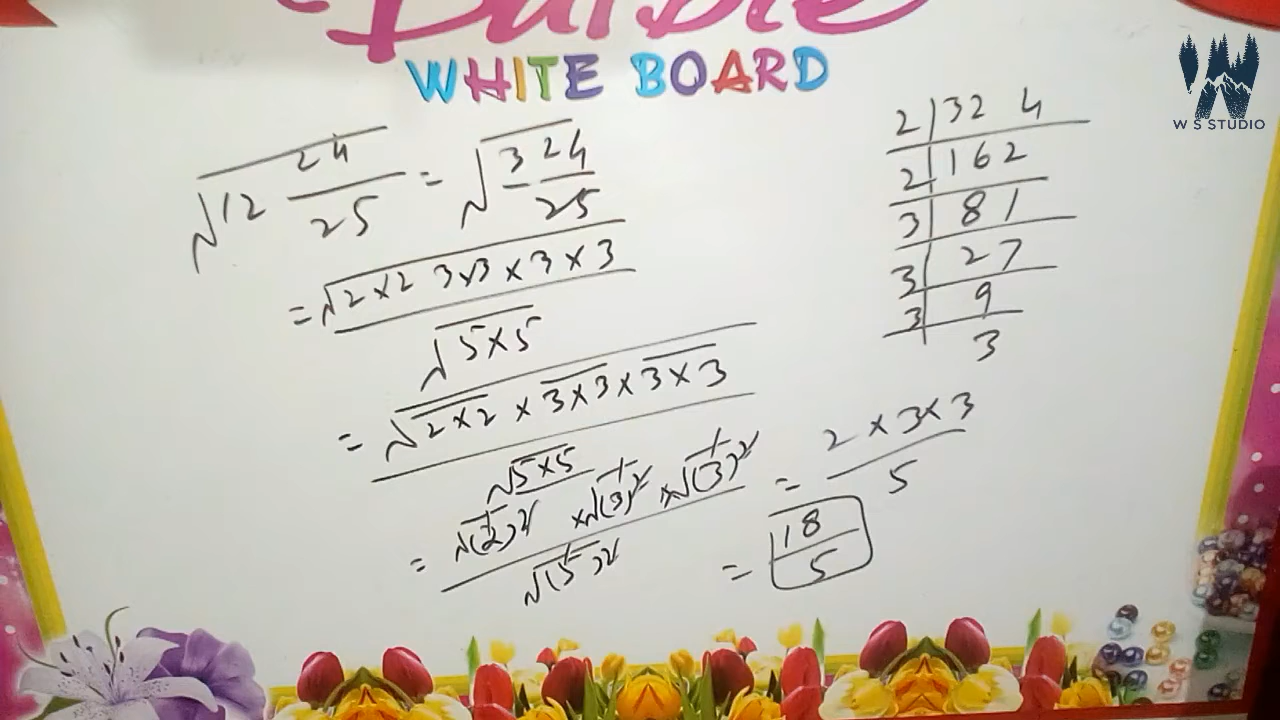 Barbie
WHITE BOARD
W S STUDIO
√12 24/25 = √324/25
= √2×2 3×3 × 3 × 3 / √5×5
= √2×2 × 3×3 × 3×3 / √5×5
= √(2)² × √(3)² × √(3)² / √(5)²
= 2 × 3 × 3 / 5
= 18/5
2 | 324
2 | 162
3 | 81
3 | 27
3 | 9
3